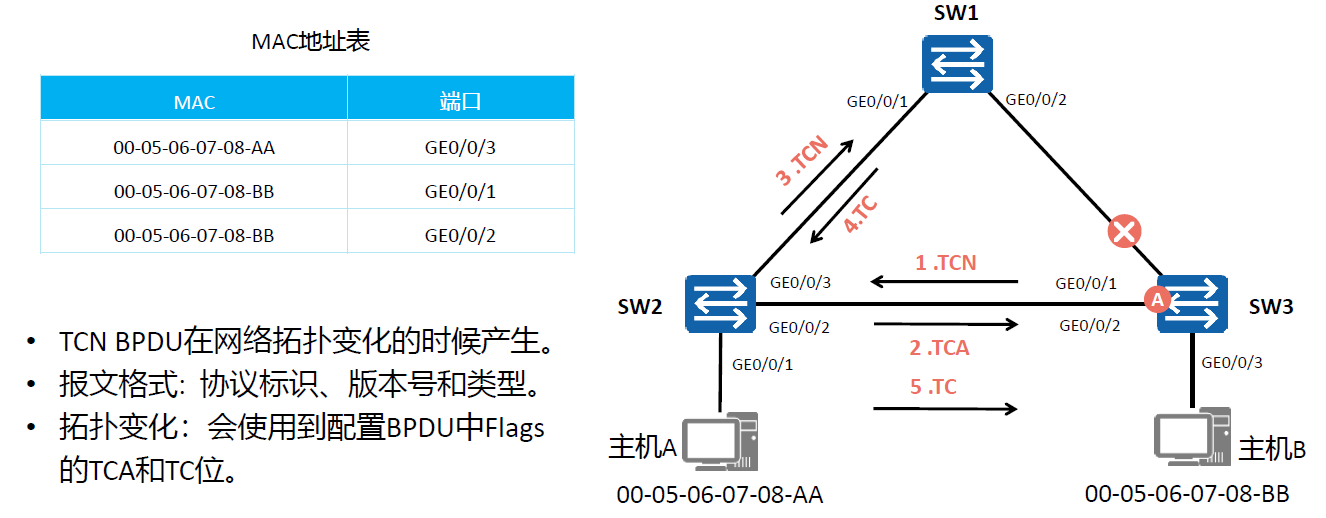 MAC地址表
MAC 端口
00-05-06-07-08-AA GE0/0/3
00-05-06-07-08-BB GE0/0/1
00-05-06-07-08-BB GE0/0/2
• TCN BPDU在网络拓扑变化的时候产生。
• 报文格式: 协议标识、版本号和类型。
• 拓扑变化：会使用到配置BPDU中Flags
的TCA和TC位。
SW1
GE0/0/1
GE0/0/2
3 .TCN
4.TC
1 .TCN
SW2
GE0/0/3
GE0/0/1
A
SW3
GE0/0/2
GE0/0/2
2 .TCA
GE0/0/1
GE0/0/3
5 .TC
主机A
主机B
00-05-06-07-08-AA
00-05-06-07-08-BB